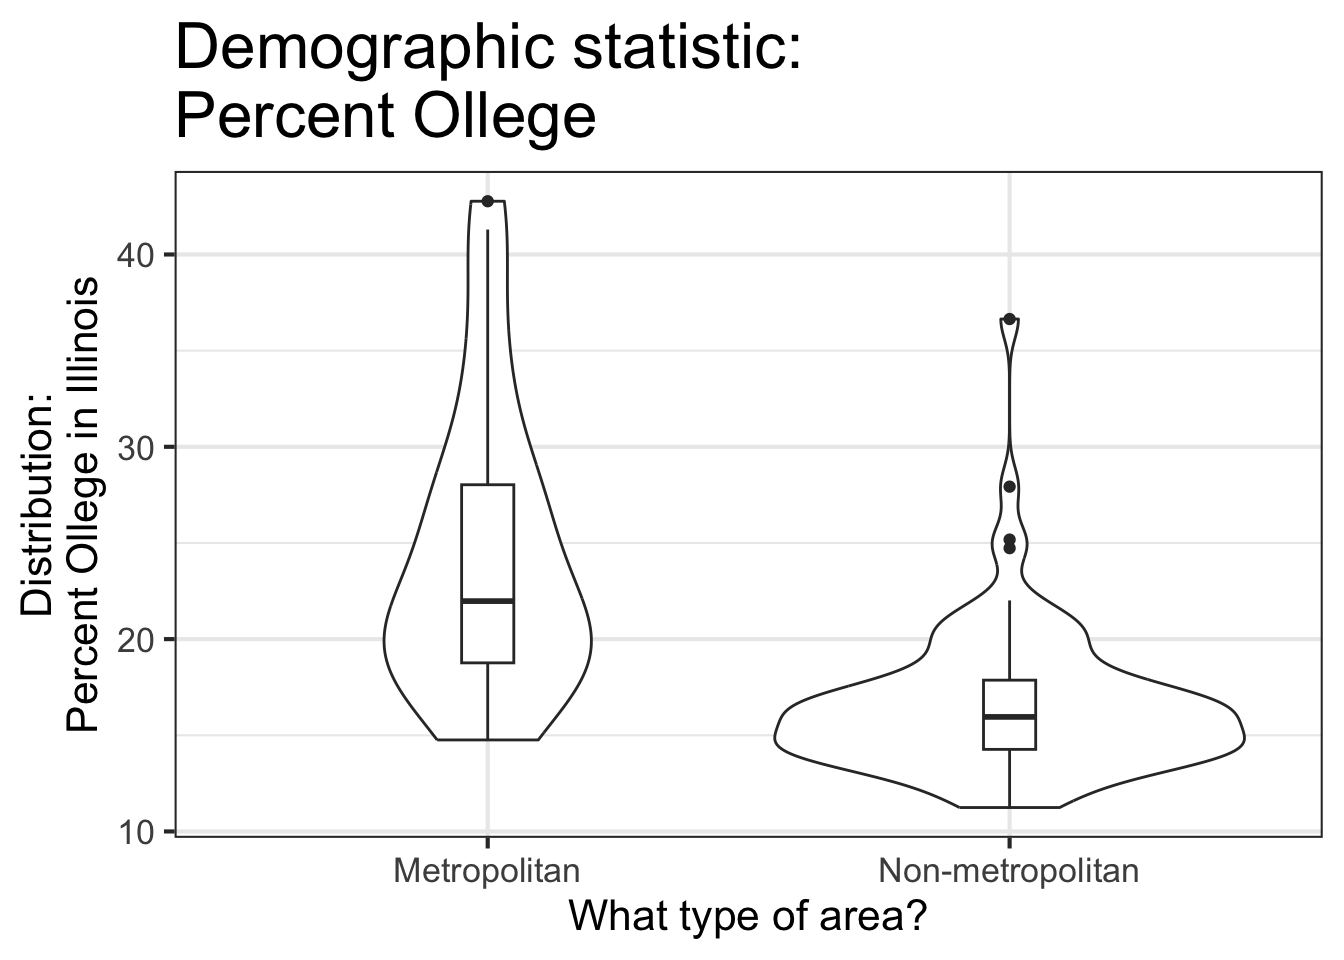 Demographic statistic:
Percent Ollege
Distribution:
Percent Ollege in Illinois
40
30
20
10
Metropolitan
Non-metropolitan
What type of area?